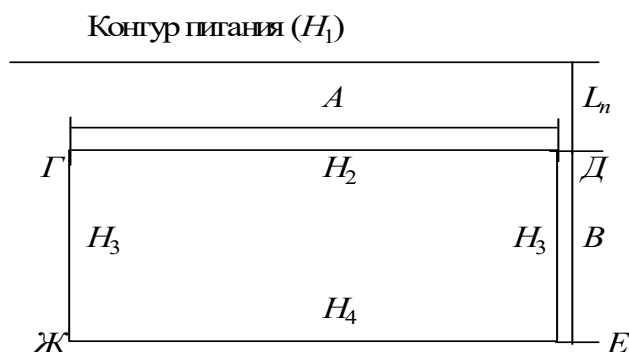 Контур питания (H₁)
A
Lₙ
Г
H₂
Д
H₃
H₃
B
H₄
Ж
E